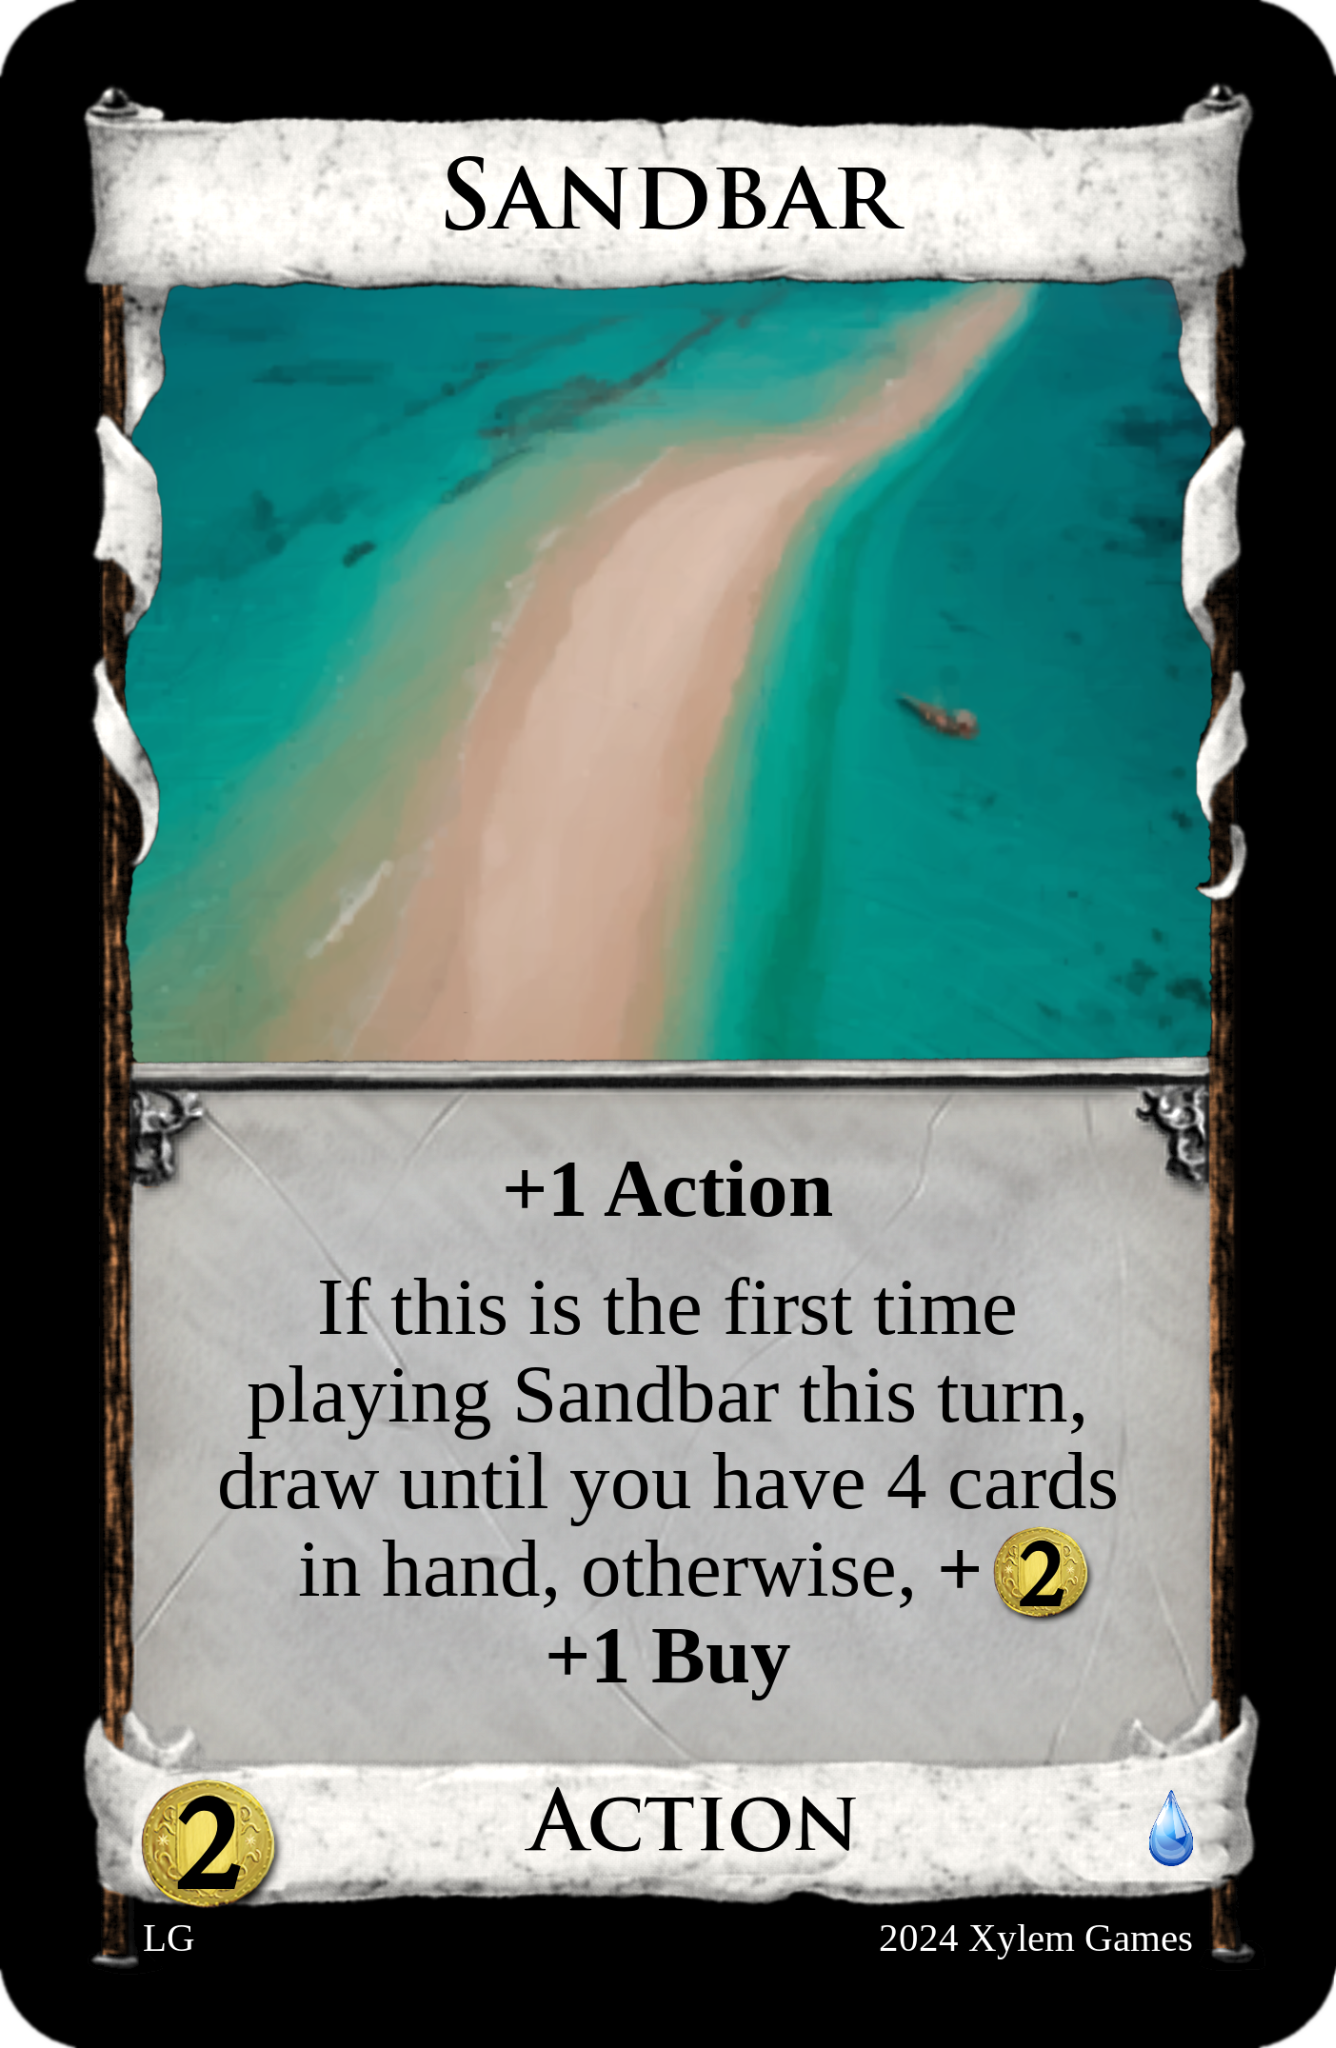 SANDBAR
+1 Action
If this is the first time
playing Sandbar this turn,
draw until you have 4 cards
in hand, otherwise, + 2
+1 Buy
2 ACTION
LG 2024 Xylem Games